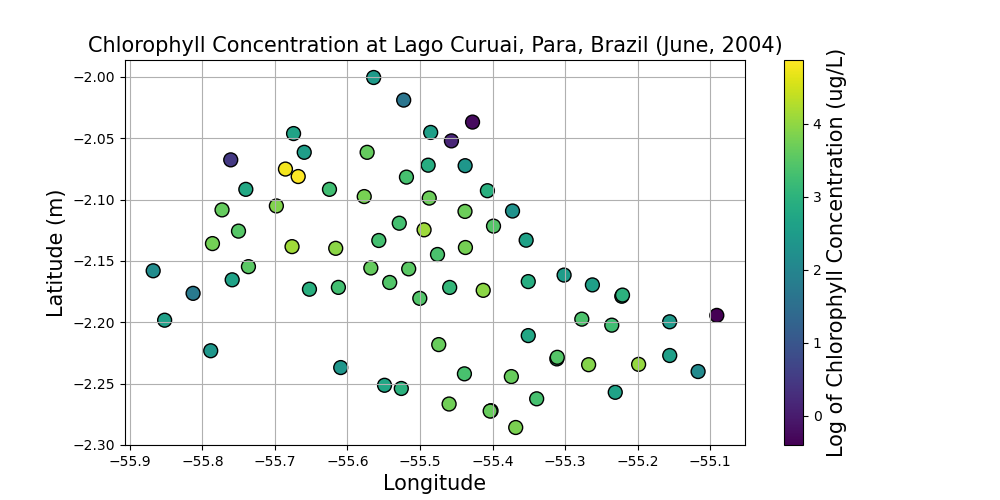 Chlorophyll Concentration at Lago Curuai, Para, Brazil (June, 2004)
−2.00
−2.05
−2.10
−2.15
−2.20
−2.25
−2.30
Latitude (m)
−55.9 −55.8 −55.7 −55.6 −55.5 −55.4 −55.3 −55.2 −55.1
Longitude
4
3
2
1
0
Log of Chlorophyll Concentration (ug/L)